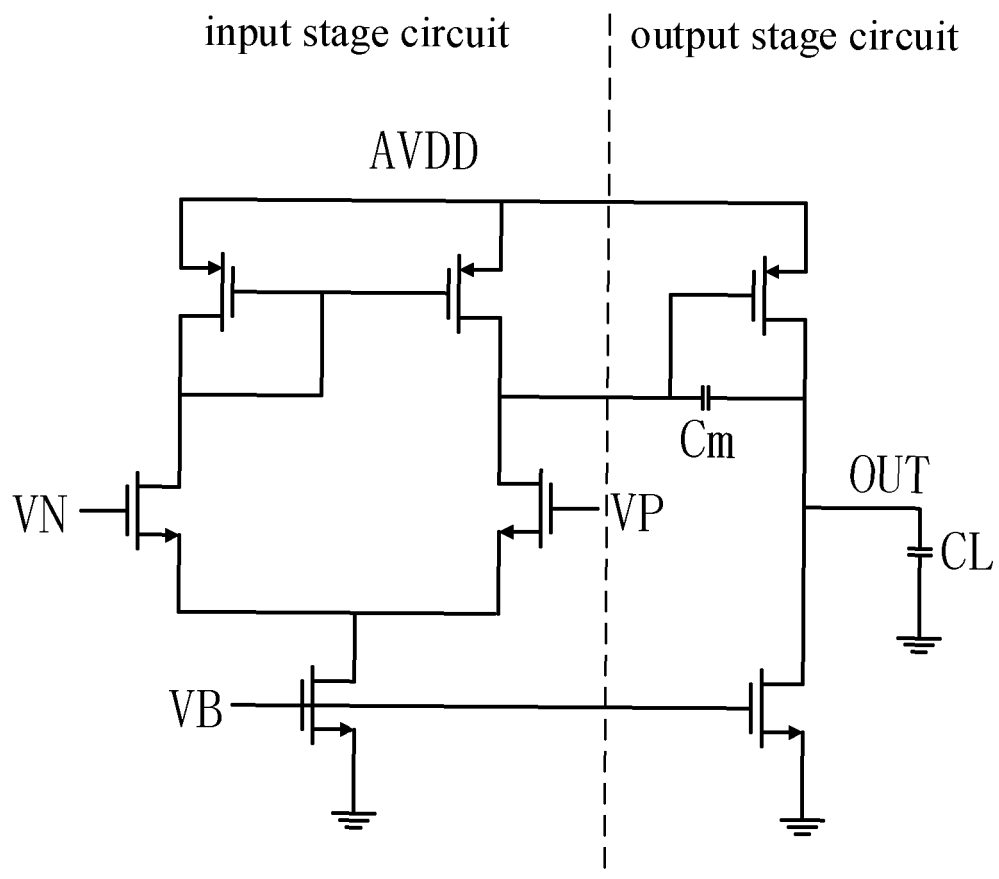 input stage circuit
output stage circuit
AVDD
Cm
VN
VP
OUT
CL
VB